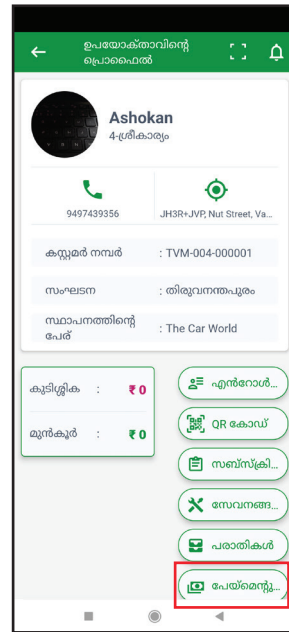 ഉപയോക്താവിന്റെ
പ്രൊഫൈൽ
Ashokan
4-ശ്രീകാര്യം
9497439356
JH3R+JVP, Nut Street, Va...
കസ്റ്റമർ നമ്പർ : TVM-004-000001
സംഘടന : തിരുവനന്തപുരം
സ്ഥാപനത്തിന്റെ
പേര് : The Car World
കുടിശ്ശിക : ₹ 0
മുൻകൂർ : ₹ 0
എൻറോൾ...
QR കോഡ്
സബ്സ്ക്രി...
സേവനങ്ങ...
പരാതികൾ
പേയ്മെന്റു...